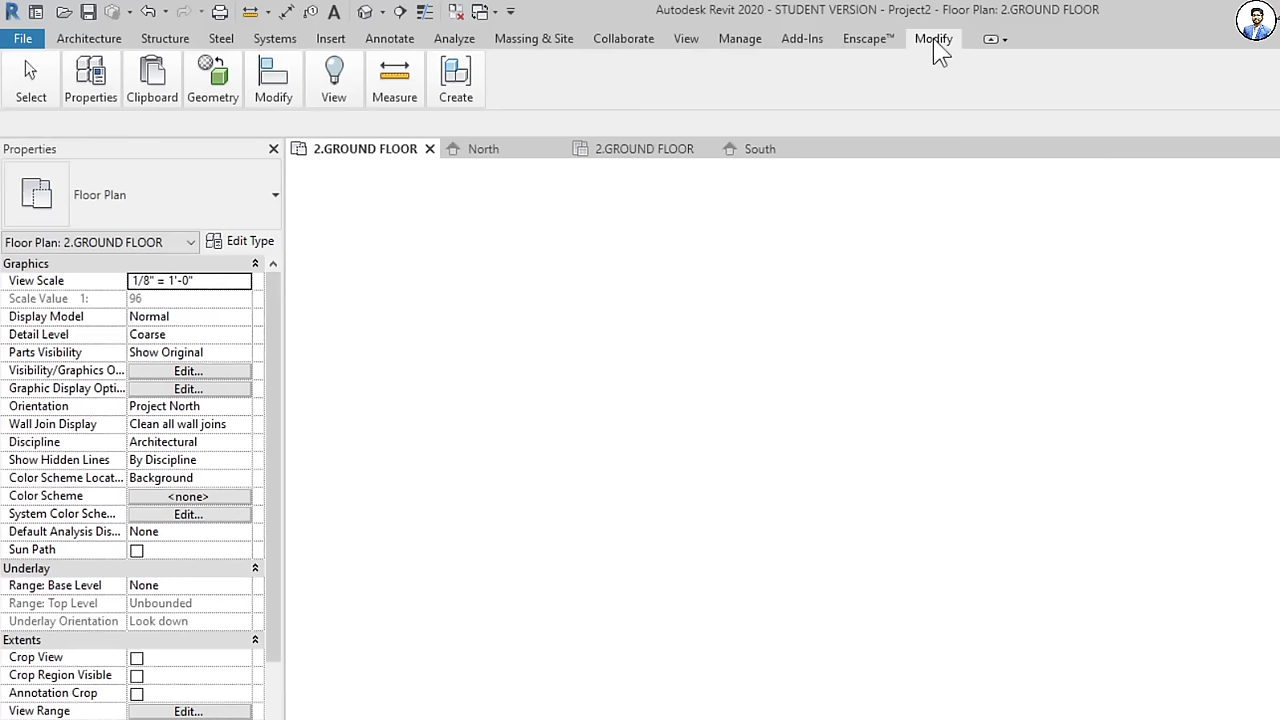 Autodesk Revit 2020 - STUDENT VERSION - Project2 - Floor Plan: 2.GROUND FLOOR
File Architecture Structure Steel Systems Insert Annotate Analyze Massing & Site Collaborate View Manage Add-Ins Enscape™ Modify
Select Properties Clipboard Geometry Modify View Measure Create
Properties
2.GROUND FLOOR North 2.GROUND FLOOR South
Floor Plan
Floor Plan: 2.GROUND FLOOR Edit Type
Graphics
View Scale 1/8" = 1'-0"
Scale Value 1: 96
Display Model Normal
Detail Level Coarse
Parts Visibility Show Original
Visibility/Graphics O... Edit...
Graphic Display Opti... Edit...
Orientation Project North
Wall Join Display Clean all wall joins
Discipline Architectural
Show Hidden Lines By Discipline
Color Scheme Locat... Background
Color Scheme <none>
System Color Sche... Edit...
Default Analysis Dis... None
Sun Path
Underlay
Range: Base Level None
Range: Top Level Unbounded
Underlay Orientation Look down
Extents
Crop View
Crop Region Visible
Annotation Crop
View Range Edit...